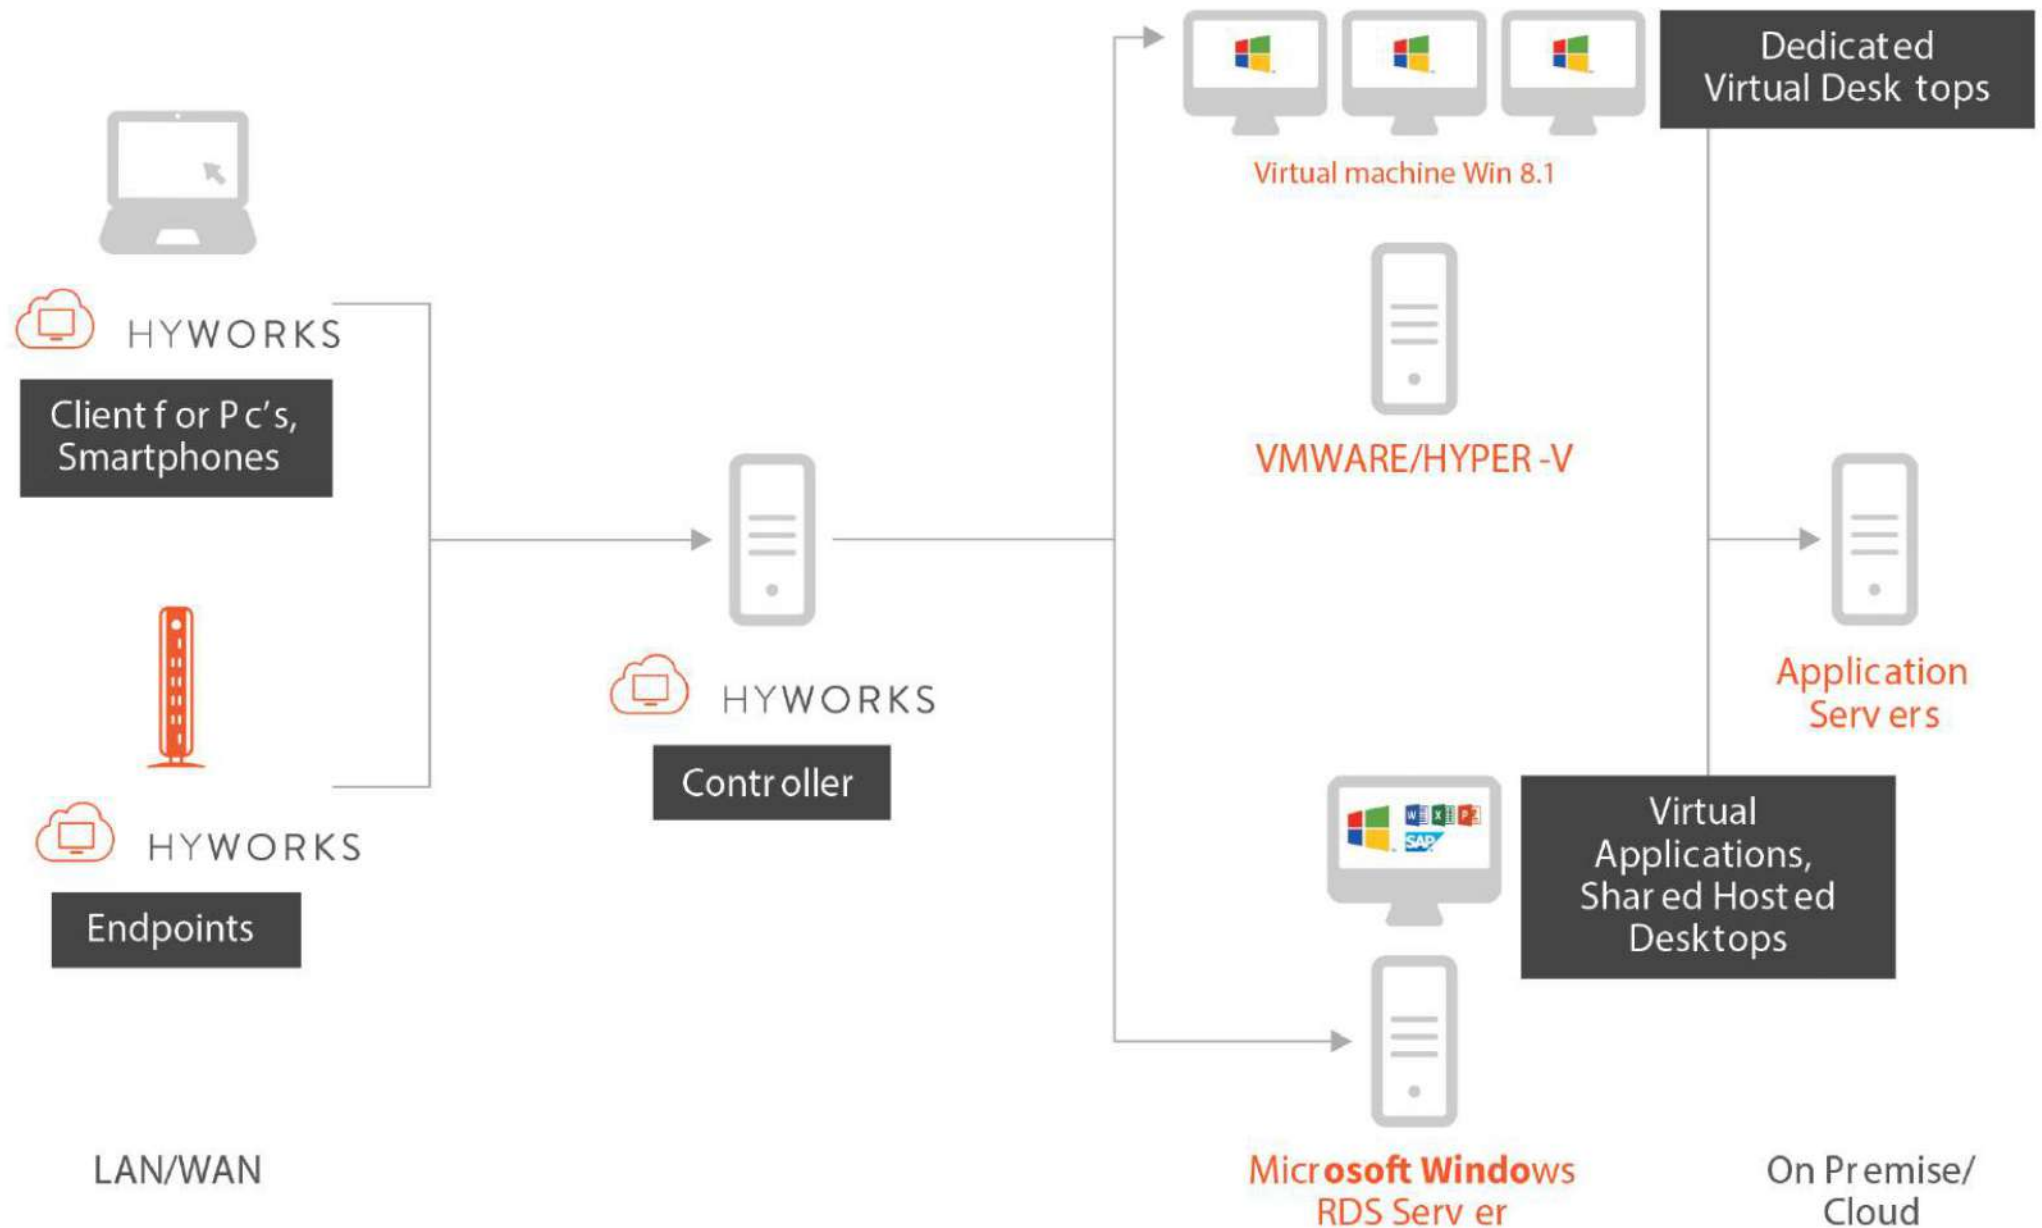 Dedicated
Virtual Desk tops
Virtual machine Win 8.1
HYWORKS
Client f or P c's,
Smartphones
VMWARE/HYPER -V
HYWORKS
Contr oller
Application
Serv ers
HYWORKS
Endpoints
W
X
P
SAP
Virtual
Applications,
Shar ed Host ed
Desktops
LAN/WAN
Microsoft Windows
RDS Serv er
On Pr emise/
Cloud